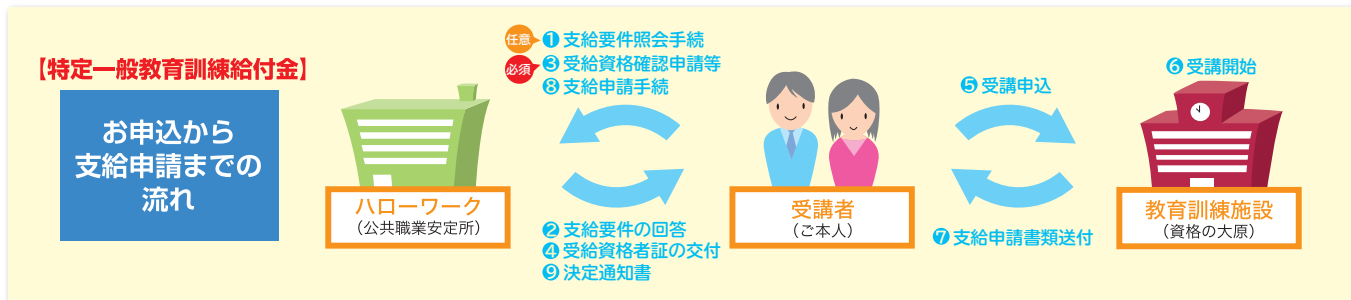 【特定一般教育訓練給付金】
お申込から
支給申請までの
流れ
任意 ❶ 支給要件照会手続
必須 ❸ 受給資格確認申請等
❽ 支給申請手続
ハローワーク
（公共職業安定所）
❷ 支給要件の回答
❹ 受給資格者証の交付
❾ 決定通知書
受講者
（ご本人）
❺ 受講申込
❼ 支給申請書類送付
❻ 受講開始
教育訓練施設
（資格の大原）